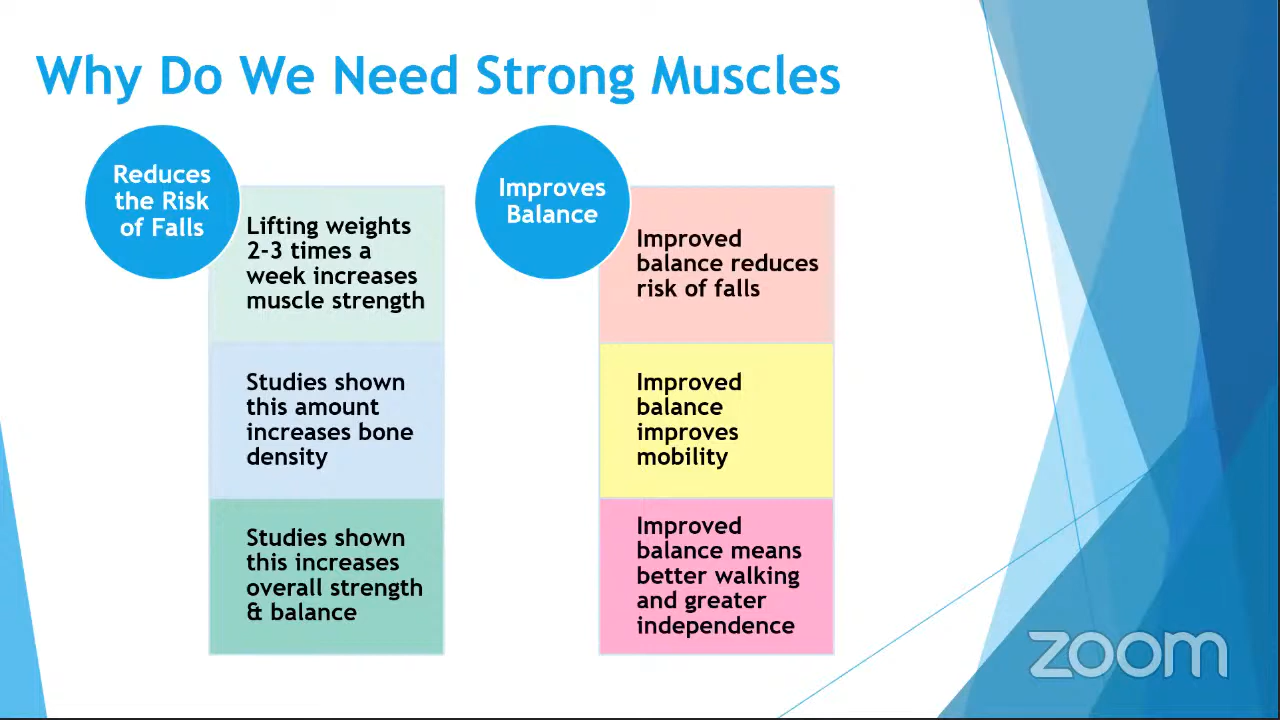 Why Do We Need Strong Muscles
Reduces
the Risk
of Falls
Lifting weights
2-3 times a
week increases
muscle strength
Studies shown
this amount
increases bone
density
Studies shown
this increases
overall strength
& balance
Improves
Balance
Improved
balance reduces
risk of falls
Improved
balance
improves
mobility
Improved
balance means
better walking
and greater
independence
zoom